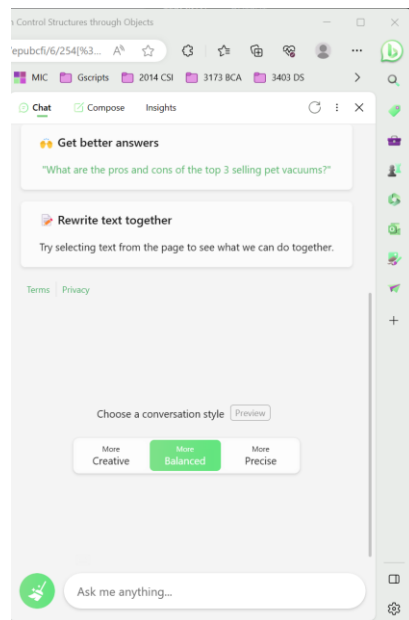 n Control Structures through Objects
epubcfi/6/254[%3...
MIC Gscripts 2014 CSI 3173 BCA 3403 DS
Chat Compose Insights
Get better answers
"What are the pros and cons of the top 3 selling pet vacuums?"
Rewrite text together
Try selecting text from the page to see what we can do together.
Terms Privacy
Choose a conversation style Preview
More More More
Creative Balanced Precise
Ask me anything...